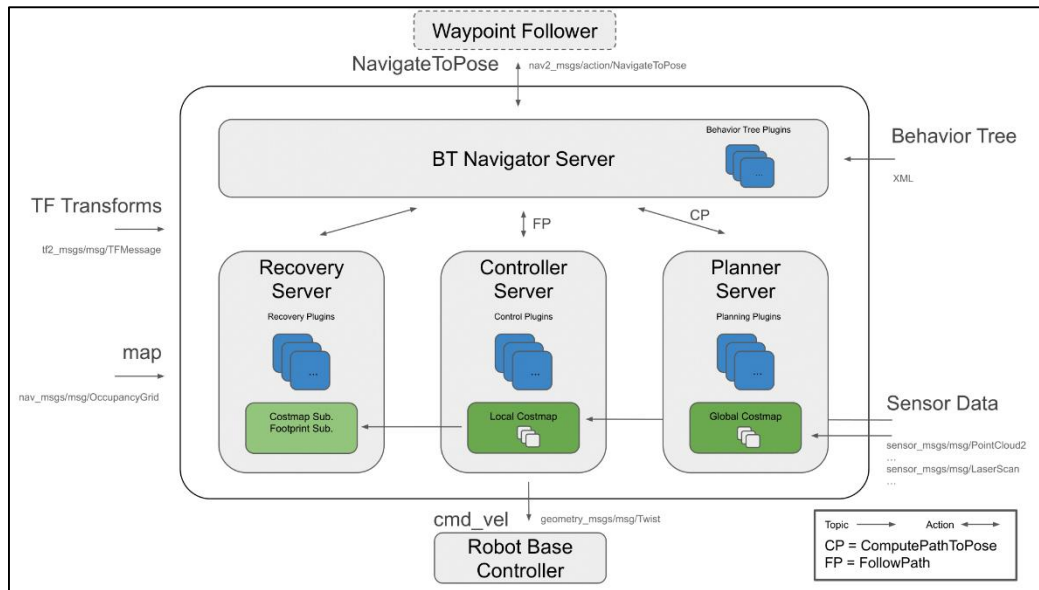 Waypoint Follower
NavigateToPose
nav2_msgs/action/NavigateToPose
Behavior Tree Plugins
BT Navigator Server
...
Behavior Tree
XML
TF Transforms
tf2_msgs/msg/TFMessage
FP
CP
Recovery
Server
Recovery Plugins
...
Costmap Sub.
Footprint Sub.
Controller
Server
Control Plugins
...
Local Costmap
Planner
Server
Planning Plugins
...
Global Costmap
map
nav_msgs/msg/OccupancyGrid
Sensor Data
sensor_msgs/msg/PointCloud2
...
sensor_msgs/msg/LaserScan
...
cmd_vel
geometry_msgs/msg/Twist
Robot Base
Controller
Topic
Action
CP = ComputePathToPose
FP = FollowPath